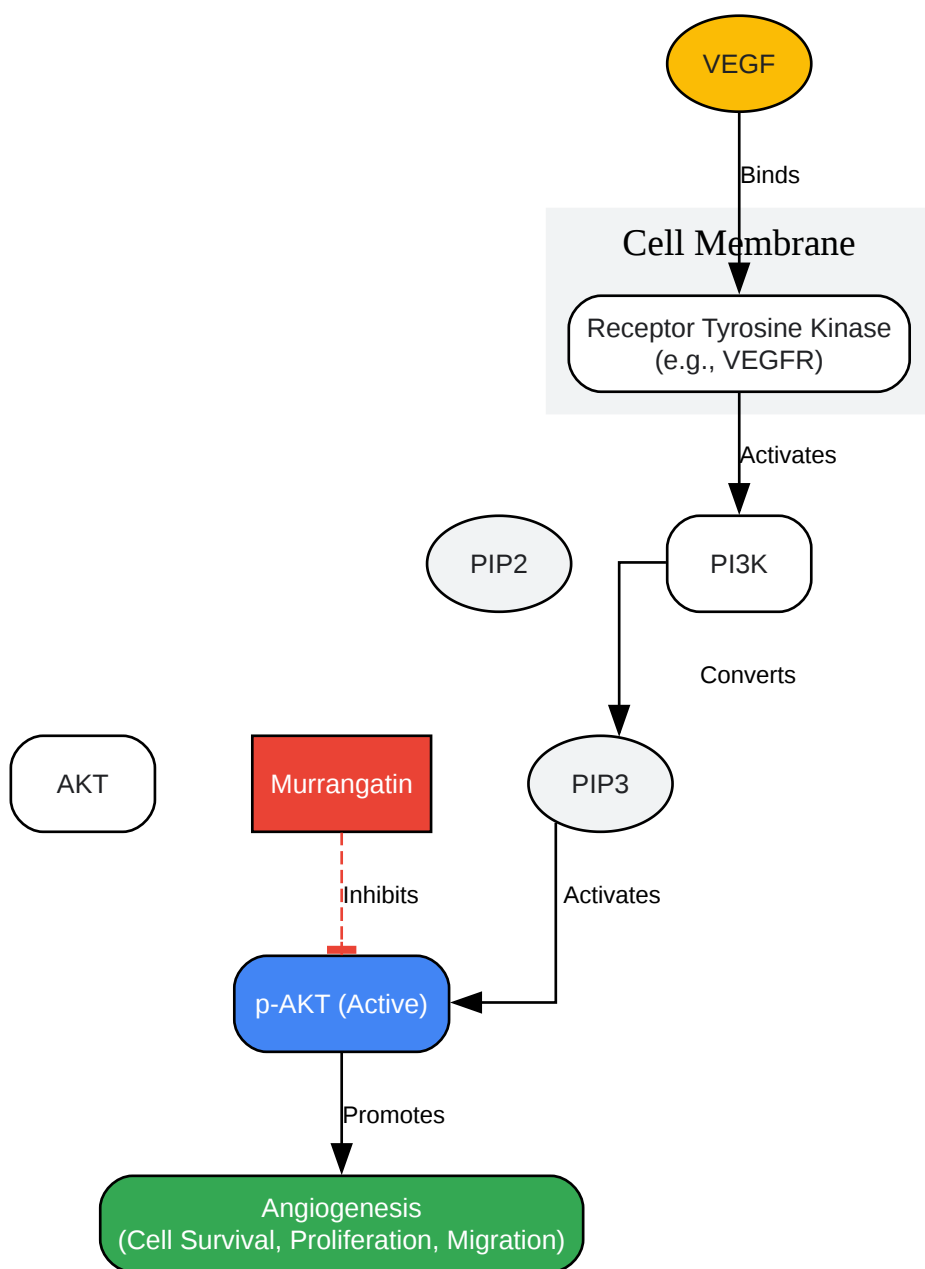 VEGF
Binds
Cell Membrane
Receptor Tyrosine Kinase
(e.g., VEGFR)
Activates
PIP2
PI3K
Converts
AKT
Murrangatin
PIP3
Inhibits
Activates
p-AKT (Active)
Promotes
Angiogenesis
(Cell Survival, Proliferation, Migration)